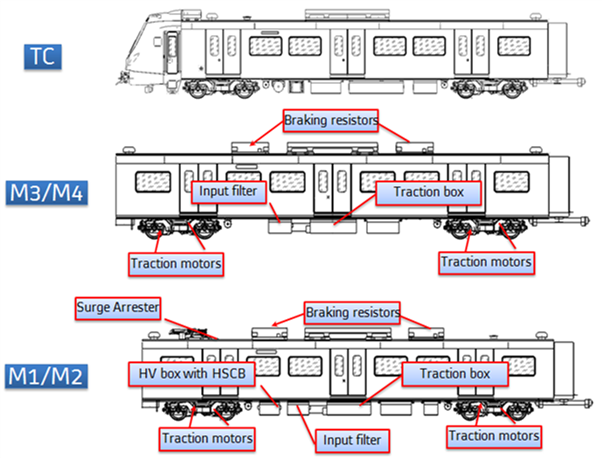 TC
Braking resistors
M3/M4
Input filter
Traction box
Traction motors
Traction motors
Surge Arrester
Braking resistors
M1/M2
HV box with HSCB
Traction box
Traction motors
Input filter
Traction motors